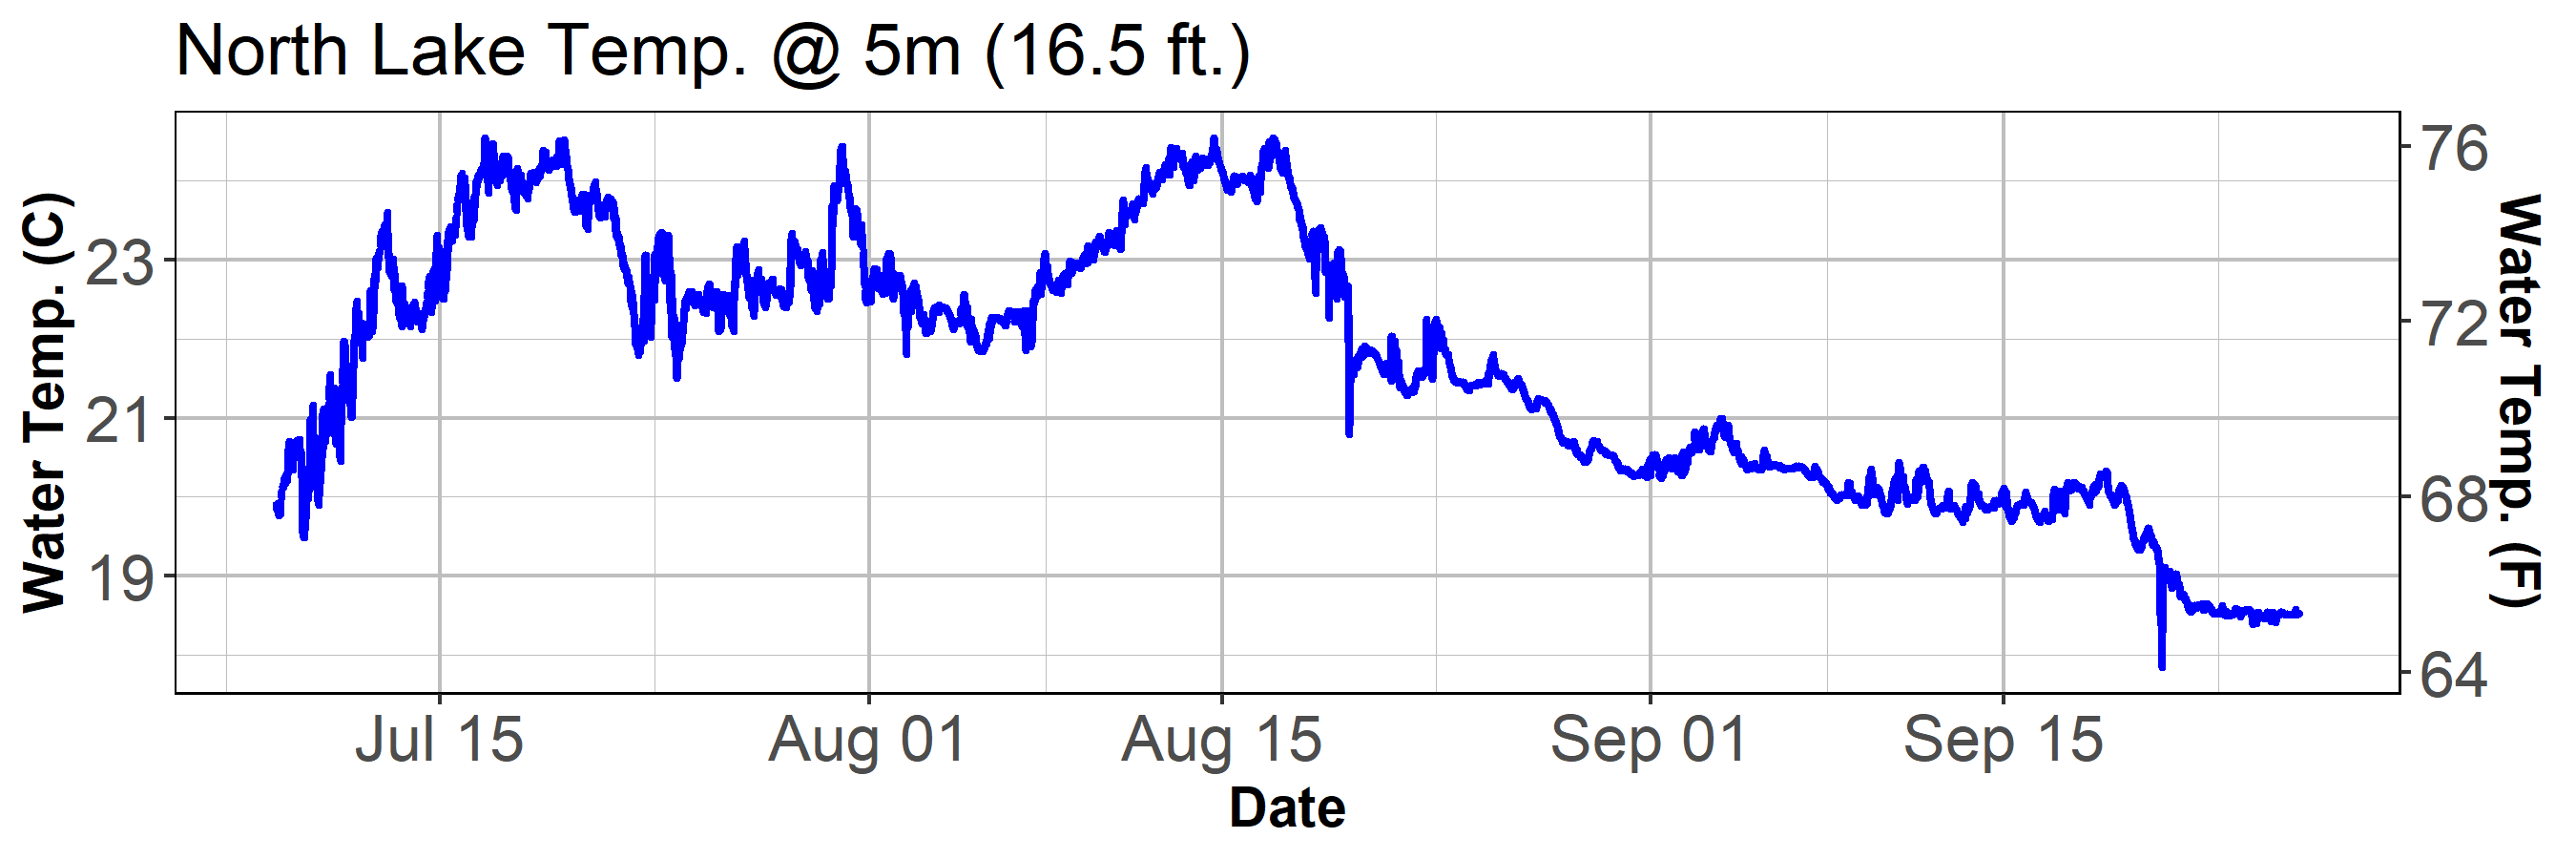 North Lake Temp. @ 5m (16.5 ft.)
Water Temp. (C)
23
21
19
76
72
68
64
Water Temp. (F)
Jul 15 Aug 01 Aug 15 Sep 01 Sep 15
Date